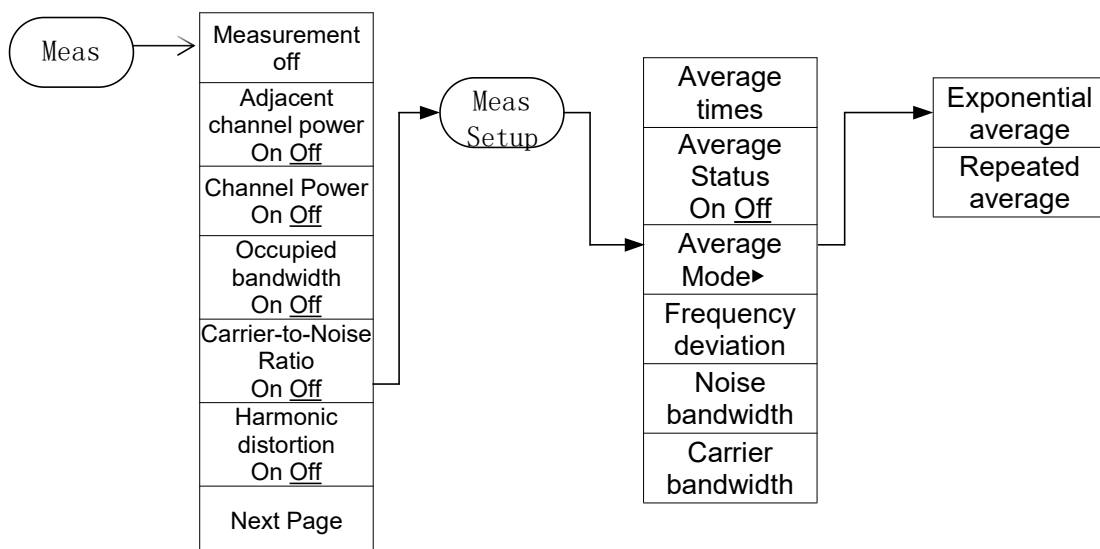 Meas
Measurement
off
Adjacent
channel power
On Off
Channel Power
On Off
Occupied
bandwidth
On Off
Carrier-to-Noise
Ratio
On Off
Harmonic
distortion
On Off
Next Page
Meas
Setup
Average
times
Average
Status
On Off
Average
Mode▶
Frequency
deviation
Noise
bandwidth
Carrier
bandwidth
Exponential
average
Repeated
average